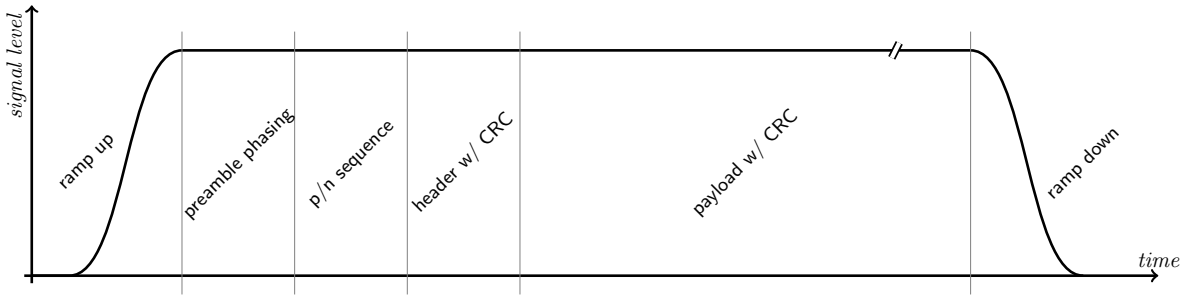 signal level
ramp up
preamble phasing
p/n sequence
header w/ CRC
payload w/ CRC
ramp down
time